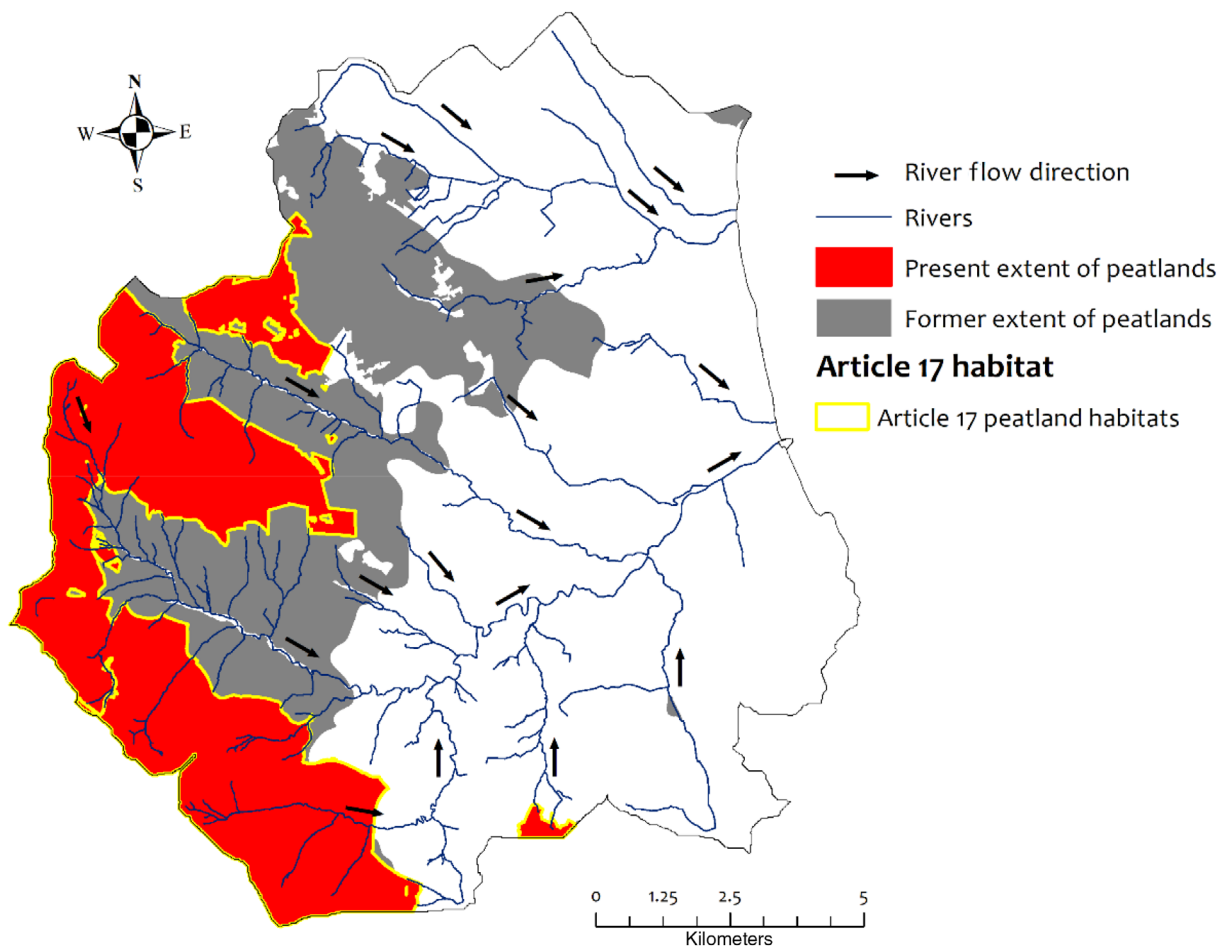 N
W E
S
River flow direction
Rivers
Present extent of peatlands
Former extent of peatlands
Article 17 habitat
Article 17 peatland habitats
0 1.25 2.5 5
Kilometers